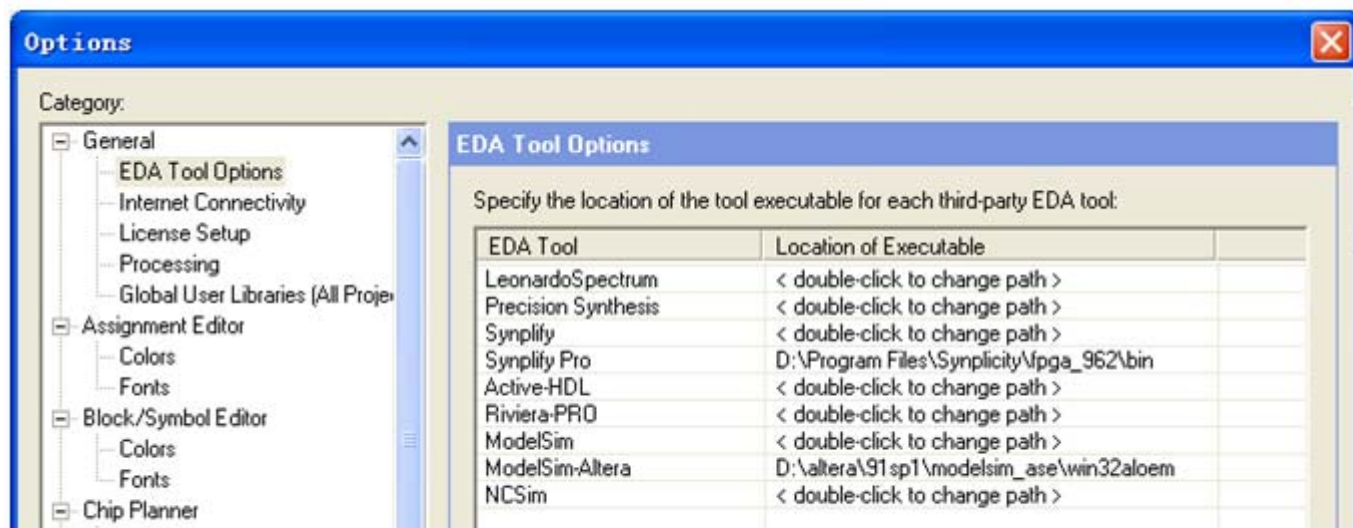 Options
Category:
General
EDA Tool Options
Internet Connectivity
License Setup
Processing
Global User Libraries (All Proje
Assignment Editor
Colors
Fonts
Block/Symbol Editor
Colors
Fonts
Chip Planner
EDA Tool Options
Specify the location of the tool executable for each third-party EDA tool:
EDA Tool Location of Executable
LeonardoSpectrum < double-click to change path >
Precision Synthesis < double-click to change path >
Synplify < double-click to change path >
Synplify Pro D:\Program Files\Synplicity\fpga_962\bin
Active-HDL < double-click to change path >
Riviera-PRO < double-click to change path >
ModelSim < double-click to change path >
ModelSim-Altera D:\altera\91sp1\modelsim_ase\win32aloem
NCSim < double-click to change path >